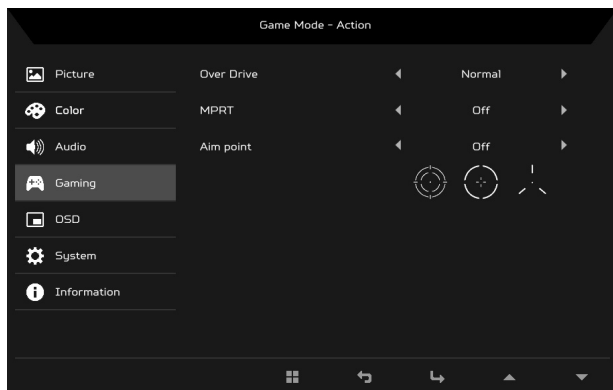 Game Mode - Action
Picture
Over Drive Normal
Color
MPRT Off
Audio
Aim point Off
Gaming
OSD
System
Information